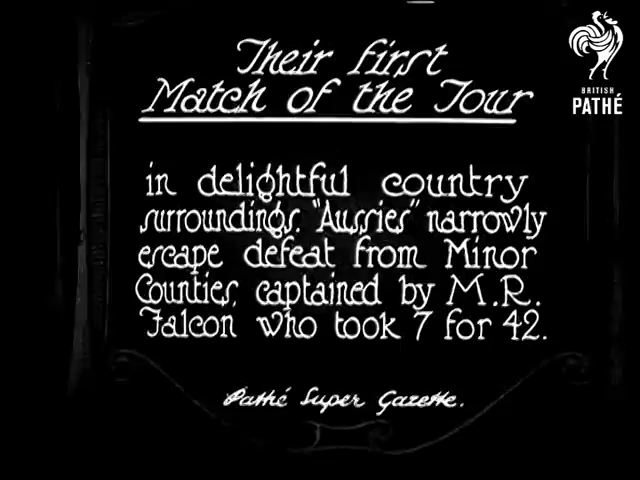 Their first
Match of the Tour
in delightful country
surroundings. "Aussies" narrowly
escape defeat from Minor
Counties, captained by M.R.
Falcon who took 7 for 42.
Pathé Super Gazette.
BRITISH
PATHÉ